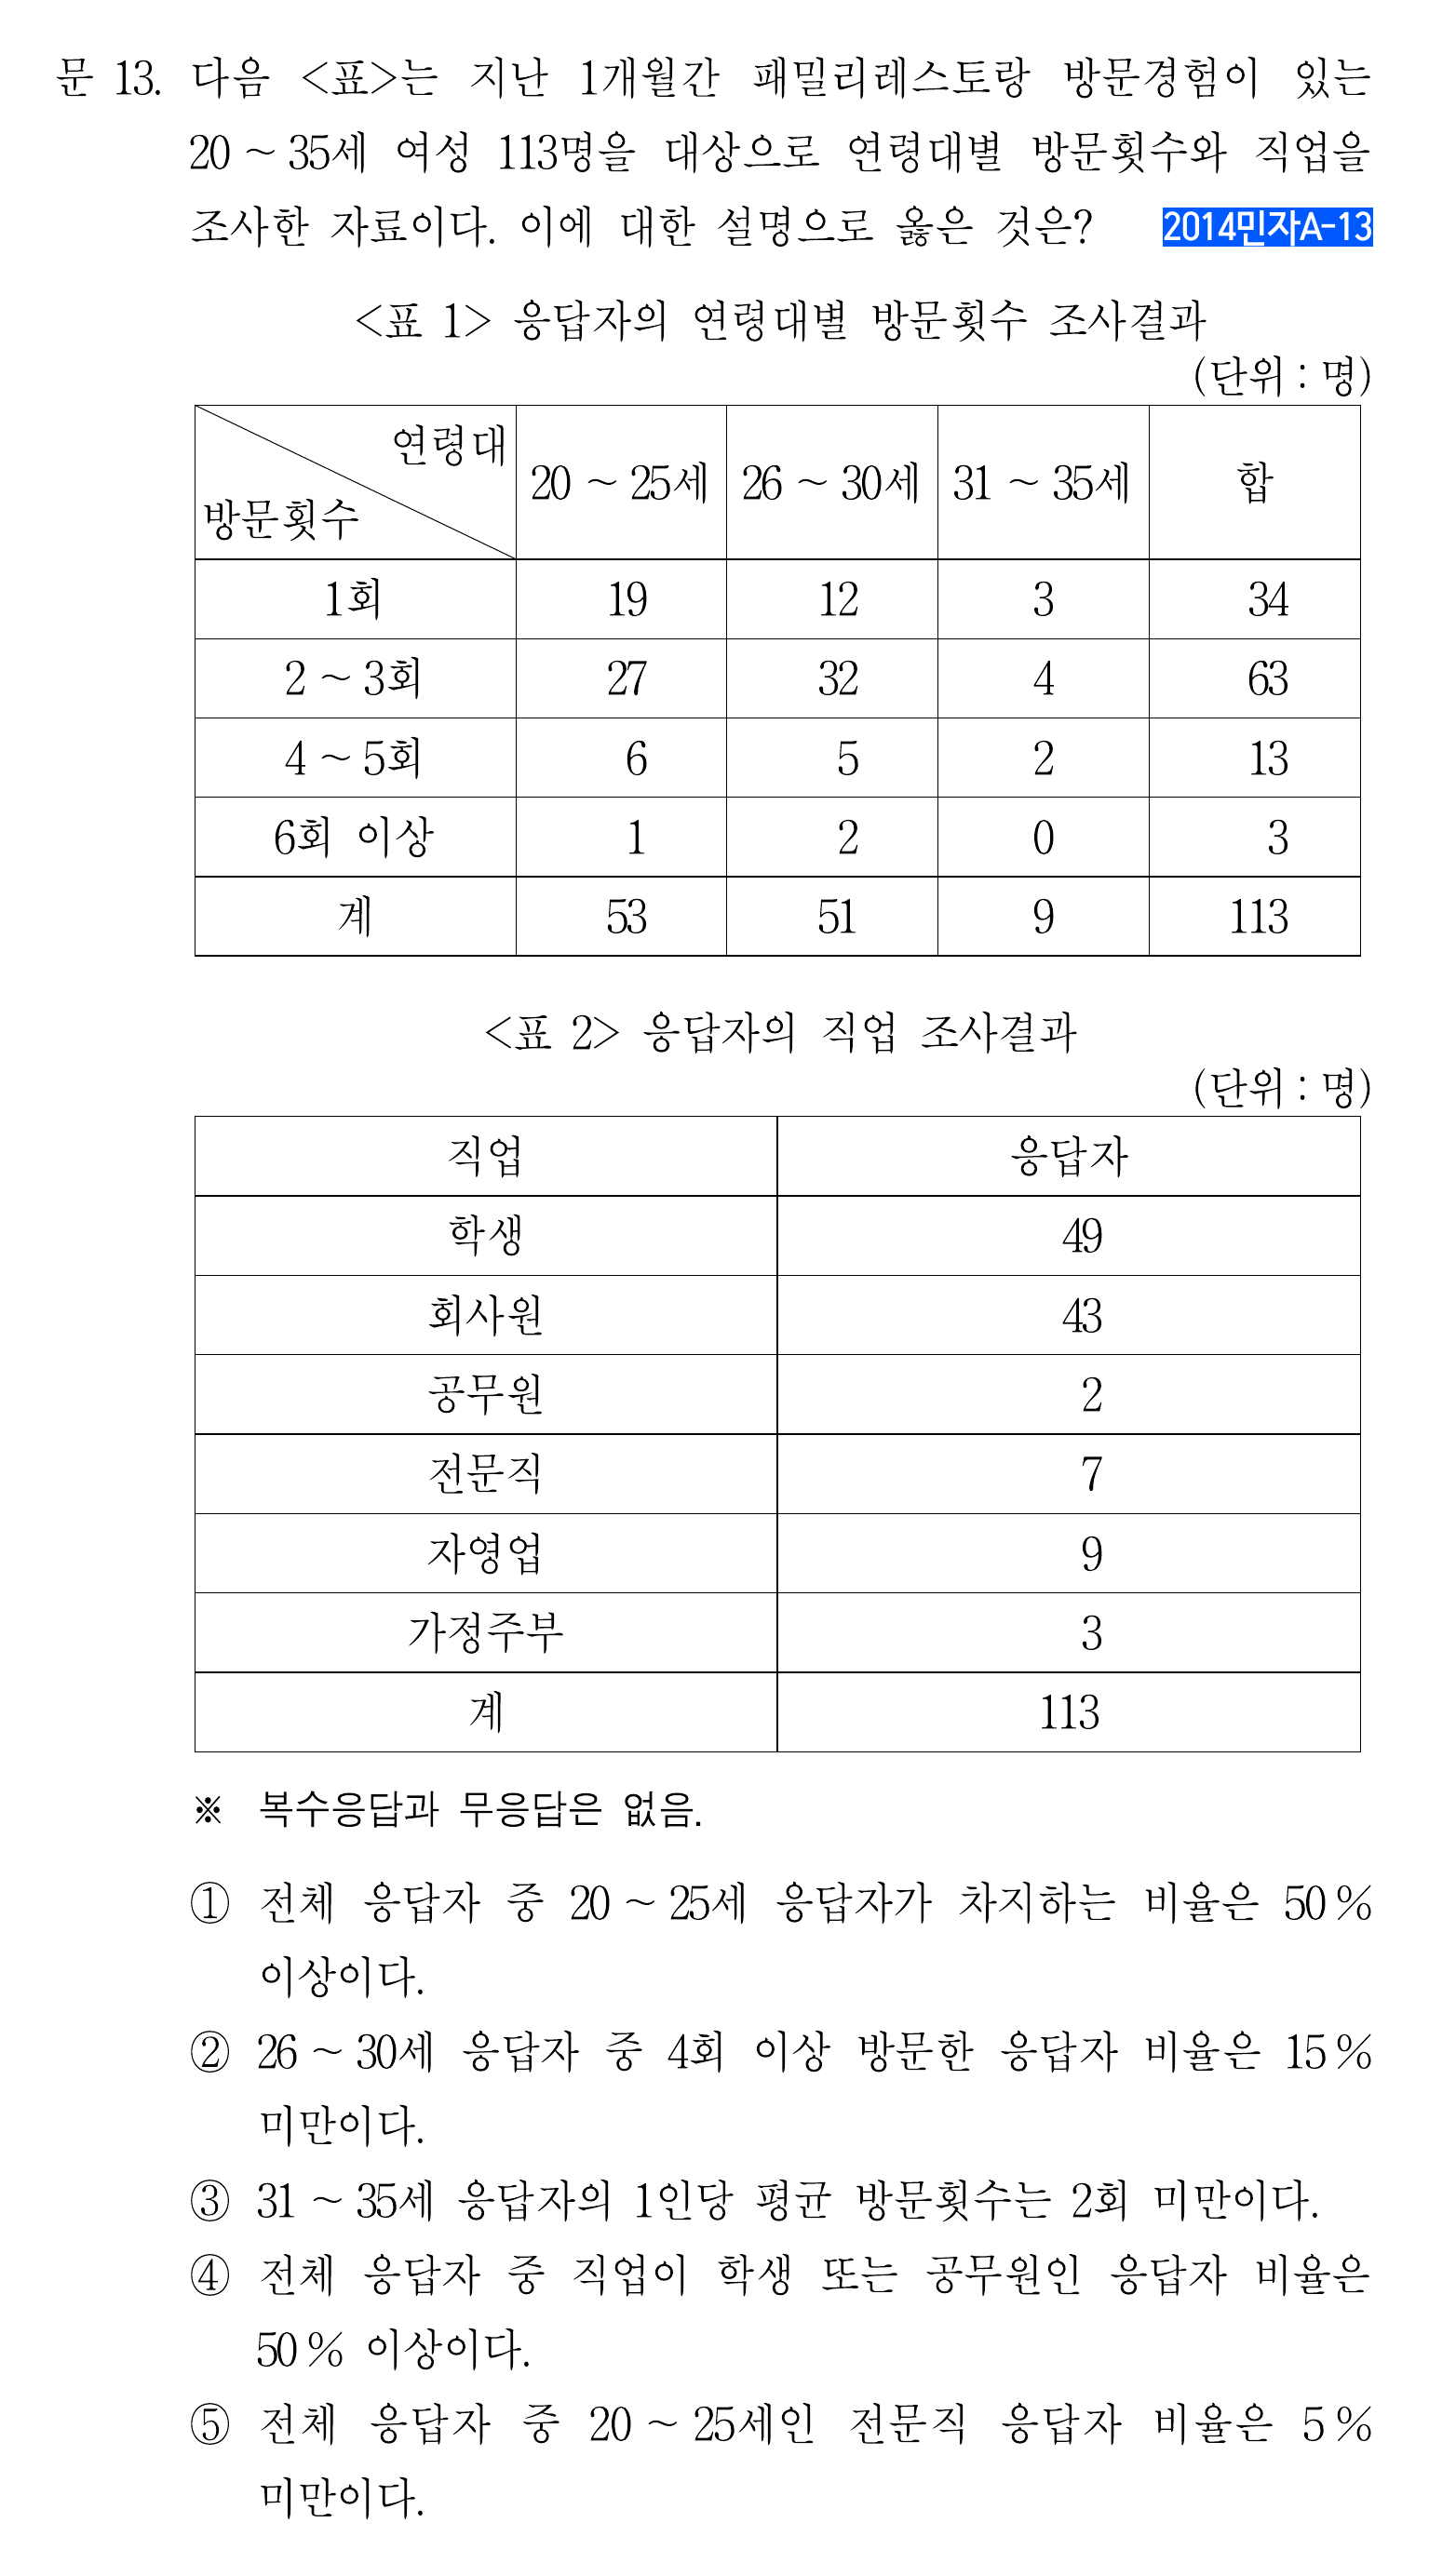 문 13. 다음 <표>는 지난 1개월간 패밀리레스토랑 방문경험이 있는
20 ~ 35세 여성 113명을 대상으로 연령대별 방문횟수와 직업을
조사한 자료이다. 이에 대한 설명으로 옳은 것은? 2014민자A-13
<표 1> 응답자의 연령대별 방문횟수 조사결과
(단위 : 명)
연령대
방문횟수 20 ~ 25세 26 ~ 30세 31 ~ 35세 합
1회 19 12 3 34
2 ~ 3회 27 32 4 63
4 ~ 5회 6 5 2 13
6회 이상 1 2 0 3
계 53 51 9 113
<표 2> 응답자의 직업 조사결과
(단위 : 명)
직업 응답자
학생 49
회사원 43
공무원 2
전문직 7
자영업 9
가정주부 3
계 113
※ 복수응답과 무응답은 없음.
① 전체 응답자 중 20 ~ 25세 응답자가 차지하는 비율은 50 %
이상이다.
② 26 ~ 30세 응답자 중 4회 이상 방문한 응답자 비율은 15 %
미만이다.
③ 31 ~ 35세 응답자의 1인당 평균 방문횟수는 2회 미만이다.
④ 전체 응답자 중 직업이 학생 또는 공무원인 응답자 비율은
50 % 이상이다.
⑤ 전체 응답자 중 20 ~ 25세인 전문직 응답자 비율은 5 %
미만이다.